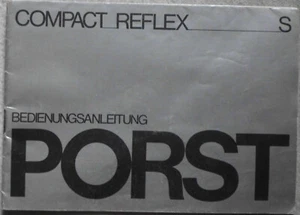 COMPACT REFLEX S
BEDIENUNGSANLEITUNG
PORST